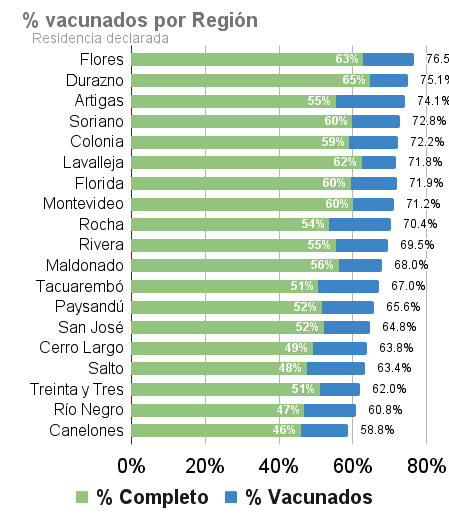 % vacunados por Región
Residencia declarada
Flores 63% 76.5
Durazno 65% 75.1%
Artigas 55% 74.1%
Soriano 60% 72.8%
Colonia 59% 72.2%
Lavalleja 62% 71.8%
Florida 60% 71.9%
Montevideo 60% 71.2%
Rocha 54% 70.4%
Rivera 55% 69.5%
Maldonado 56% 68.0%
Tacuarembó 51% 67.0%
Paysandú 52% 65.6%
San José 52% 64.8%
Cerro Largo 49% 63.8%
Salto 48% 63.4%
Treinta y Tres 51% 62.0%
Río Negro 47% 60.8%
Canelones 46% 58.8%
0% 20% 40% 60% 80%
% Completo % Vacunados